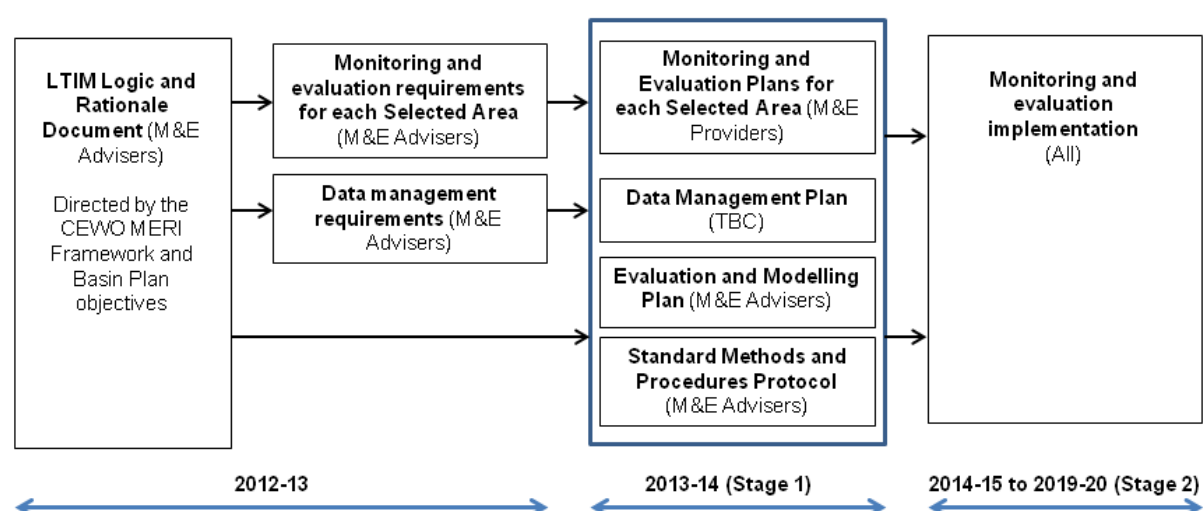 LTIM Logic and
Rationale
Document (M&E
Advisers)
Directed by the
CEWO MERI
Framework and
Basin Plan
objectives
Monitoring and
evaluation requirements
for each Selected Area
(M&E Advisers)
Data management
requirements (M&E
Advisers)
Monitoring and
Evaluation Plans for
each Selected Area (M&E
Providers)
Data Management Plan
(TBC)
Evaluation and Modelling
Plan (M&E Advisers)
Standard Methods and
Procedures Protocol
(M&E Advisers)
Monitoring and
evaluation
implementation
(All)
2012-13
2013-14 (Stage 1)
2014-15 to 2019-20 (Stage 2)